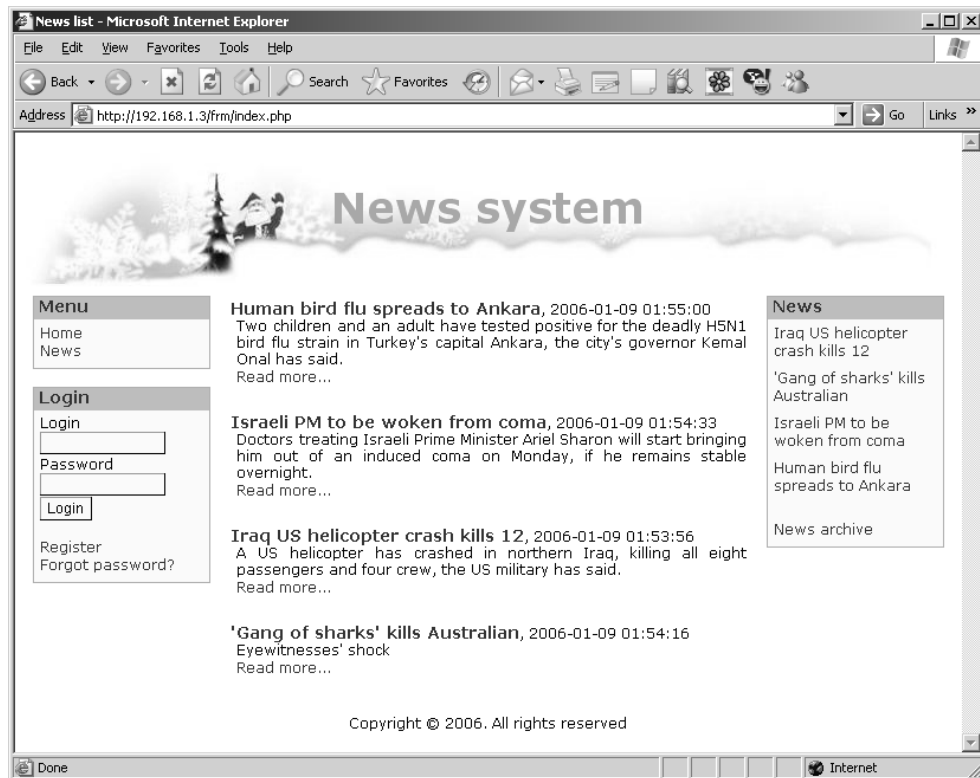 News list - Microsoft Internet Explorer
File Edit View Favorites Tools Help
Back Search Favorites
Address http://192.168.1.3/frm/index.php Go Links »
News system
Menu
Home
News
Login
Login
Password
Login
Register
Forgot password?
Human bird flu spreads to Ankara, 2006-01-09 01:55:00
Two children and an adult have tested positive for the deadly H5N1
bird flu strain in Turkey's capital Ankara, the city's governor Kemal
Onal has said.
Read more...
Israeli PM to be woken from coma, 2006-01-09 01:54:33
Doctors treating Israeli Prime Minister Ariel Sharon will start bringing
him out of an induced coma on Monday, if he remains stable
overnight.
Read more...
Iraq US helicopter crash kills 12, 2006-01-09 01:53:56
A US helicopter has crashed in northern Iraq, killing all eight
passengers and four crew, the US military has said.
Read more...
'Gang of sharks' kills Australian, 2006-01-09 01:54:16
Eyewitnesses' shock
Read more...
News
Iraq US helicopter
crash kills 12
'Gang of sharks' kills
Australian
Israeli PM to be
woken from coma
Human bird flu
spreads to Ankara
News archive
Copyright © 2006. All rights reserved
Done Internet